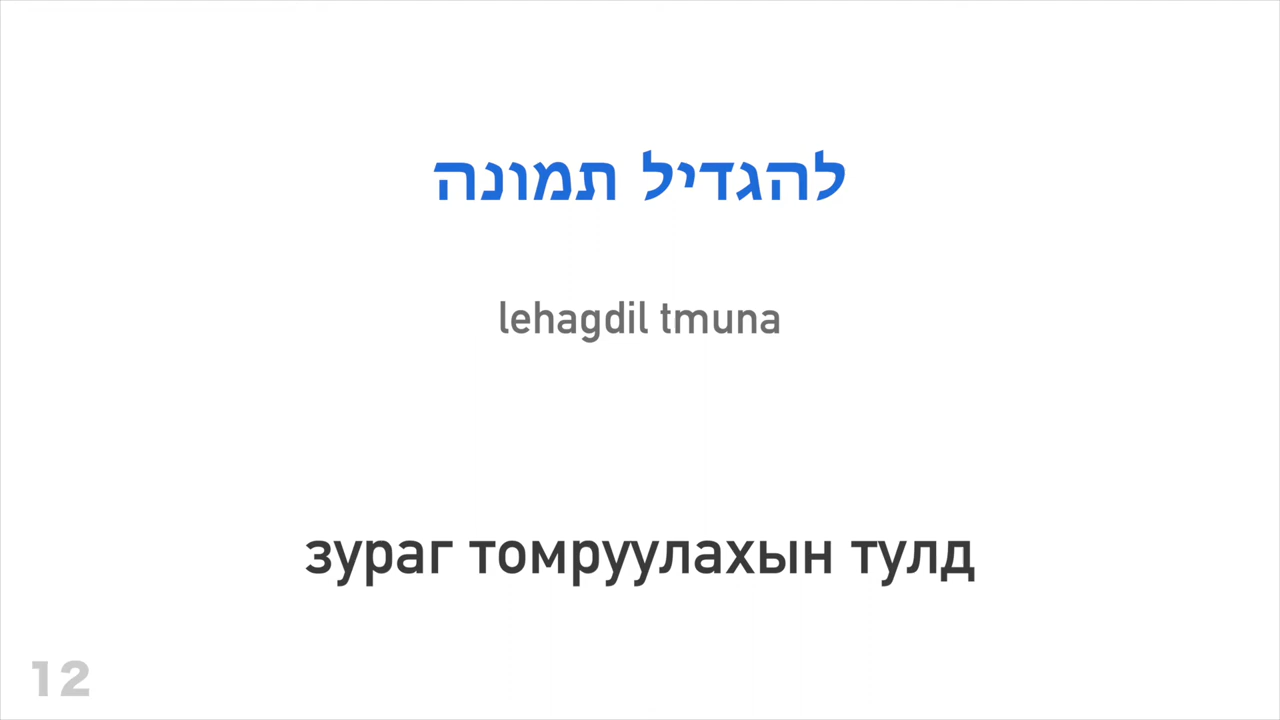 להגדיל תמונה
lehagdil tmuna
зураг томруулахын тулд
12